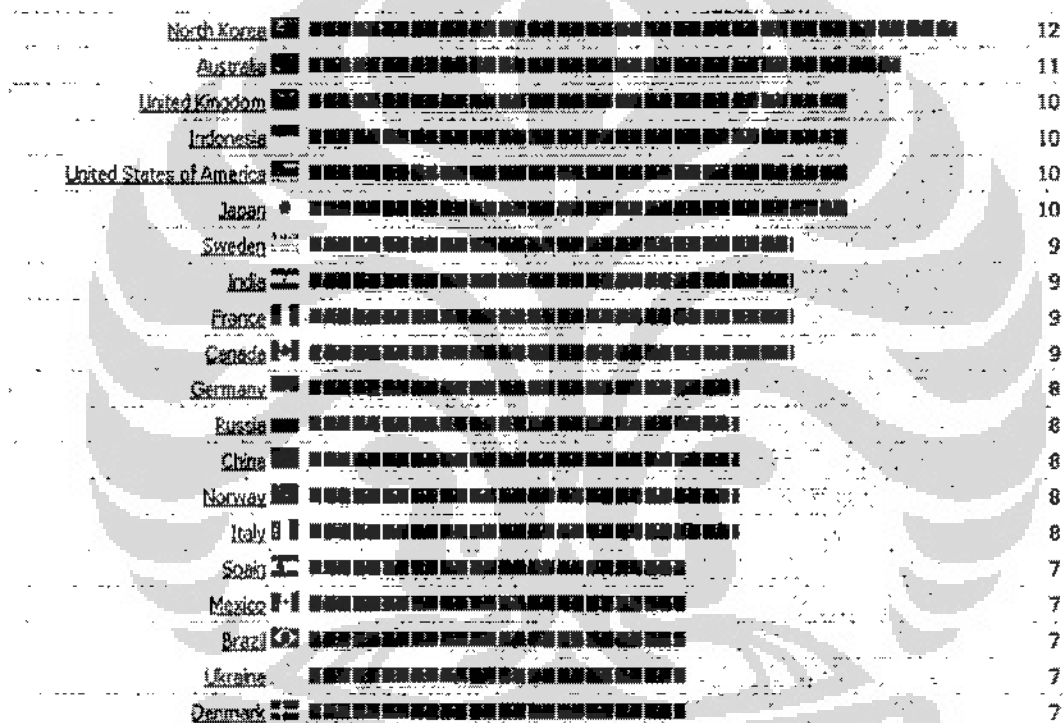 North Korea 12
Australia 11
United Kingdom 10
Indonesia 10
United States of America 10
Japan 10
Sweden 9
India 9
France 9
Canada 9
Germany 8
Russia 8
China 8
Norway 8
Italy 8
Spain 7
Mexico 7
Brazil 7
Ukraine 7
Denmark 7